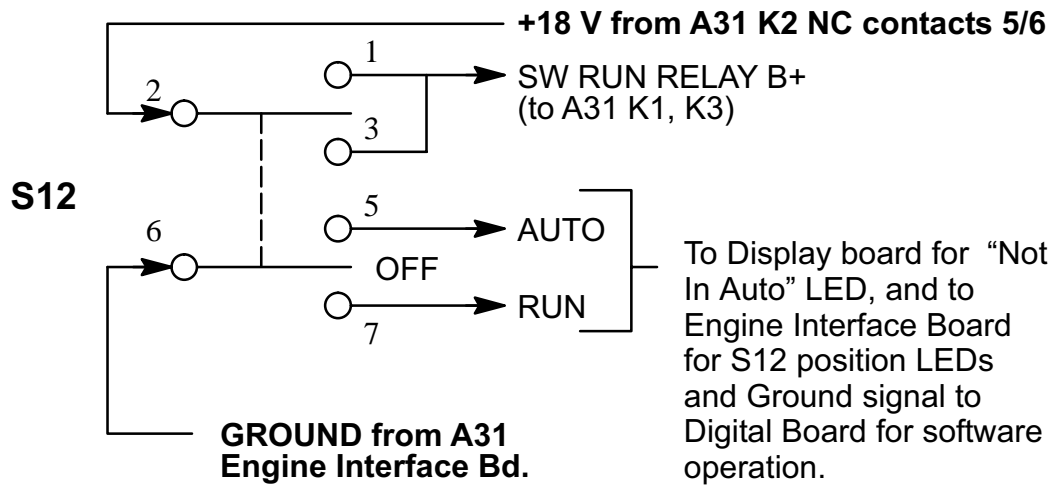 +18 V from A31 K2 NC contacts 5/6
1
SW RUN RELAY B+
(to A31 K1, K3)
2
3
S12
5
AUTO
6
OFF
RUN
7
To Display board for “Not
In Auto” LED, and to
Engine Interface Board
for S12 position LEDs
and Ground signal to
Digital Board for software
operation.
GROUND from A31
Engine Interface Bd.